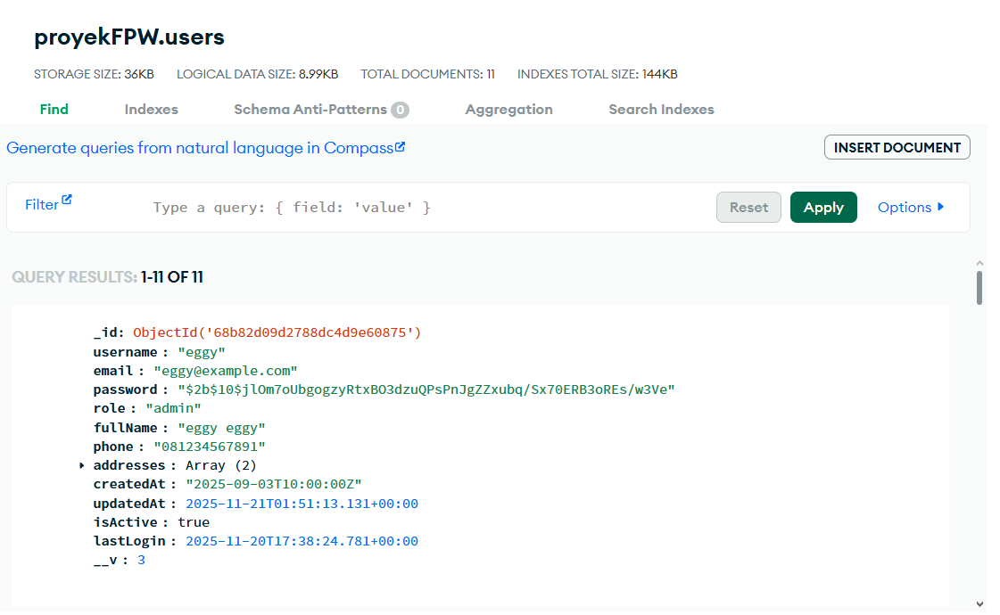 proyekFPW.users
STORAGE SIZE: 36KB LOGICAL DATA SIZE: 8.99KB TOTAL DOCUMENTS: 11 INDEXES TOTAL SIZE: 144KB
Find Indexes Schema Anti-Patterns 0 Aggregation Search Indexes
Generate queries from natural language in Compass
INSERT DOCUMENT
Filter Type a query: { field: 'value' } Reset Apply Options
QUERY RESULTS: 1-11 OF 11
_id: ObjectId('68b82d09d2788dc4d9e60875')
username : "eggy"
email : "eggy@example.com"
password : "$2b$10$jlOm7oUbgogzyRtxBO3dzuQPsPnJgZZxubq/Sx70ERB3oREs/w3Ve"
role : "admin"
fullName : "eggy eggy"
phone : "081234567891"
addresses : Array (2)
createdAt : "2025-09-03T10:00:00Z"
updatedAt : 2025-11-21T01:51:13.131+00:00
isActive : true
lastLogin : 2025-11-20T17:38:24.781+00:00
__v : 3